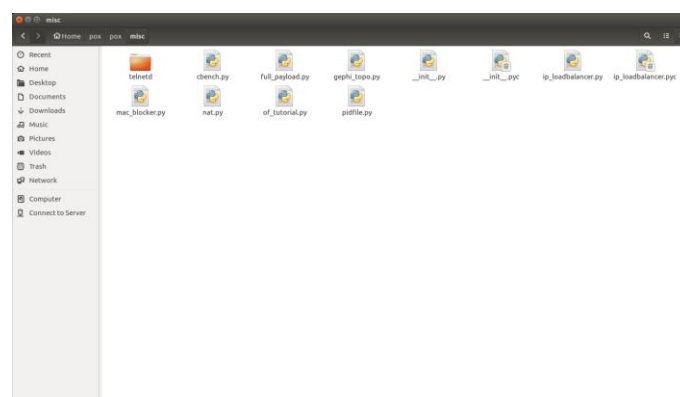 misc
Home pox pox misc
Recent
Home
Desktop
Documents
Downloads
Music
Pictures
Videos
Trash
Network
Computer
Connect to Server
telnetd cbench.py full_payload.py gephi_topo.py __init__.py __init__.pyc ip_loadbalancer.py ip_loadbalancer.pyc
mac_blocker.py nat.py of_tutorial.py pidfile.py